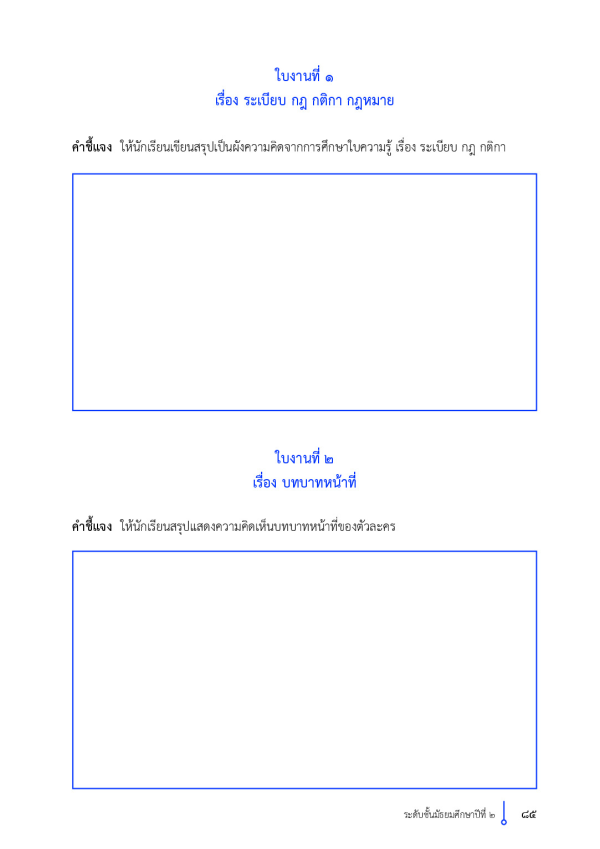 ใบงานที่ ๑
เรื่อง ระเบียบ กฎ กติกา กฎหมาย
คำชี้แจง ให้นักเรียนเขียนสรุปเป็นผังความคิดจากการศึกษาใบความรู้ เรื่อง ระเบียบ กฎ กติกา
ใบงานที่ ๒
เรื่อง บทบาทหน้าที่
คำชี้แจง ให้นักเรียนสรุปแสดงความคิดเห็นบทบาทหน้าที่ของตัวละคร
ระดับชั้นมัธยมศึกษาปีที่ ๒ ๘๕